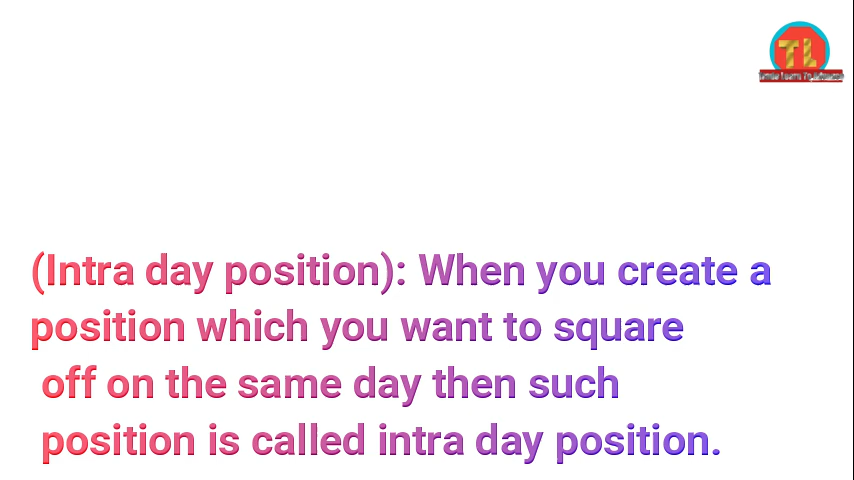 TL
(Intra day position): When you create a
position which you want to square
off on the same day then such
position is called intra day position.